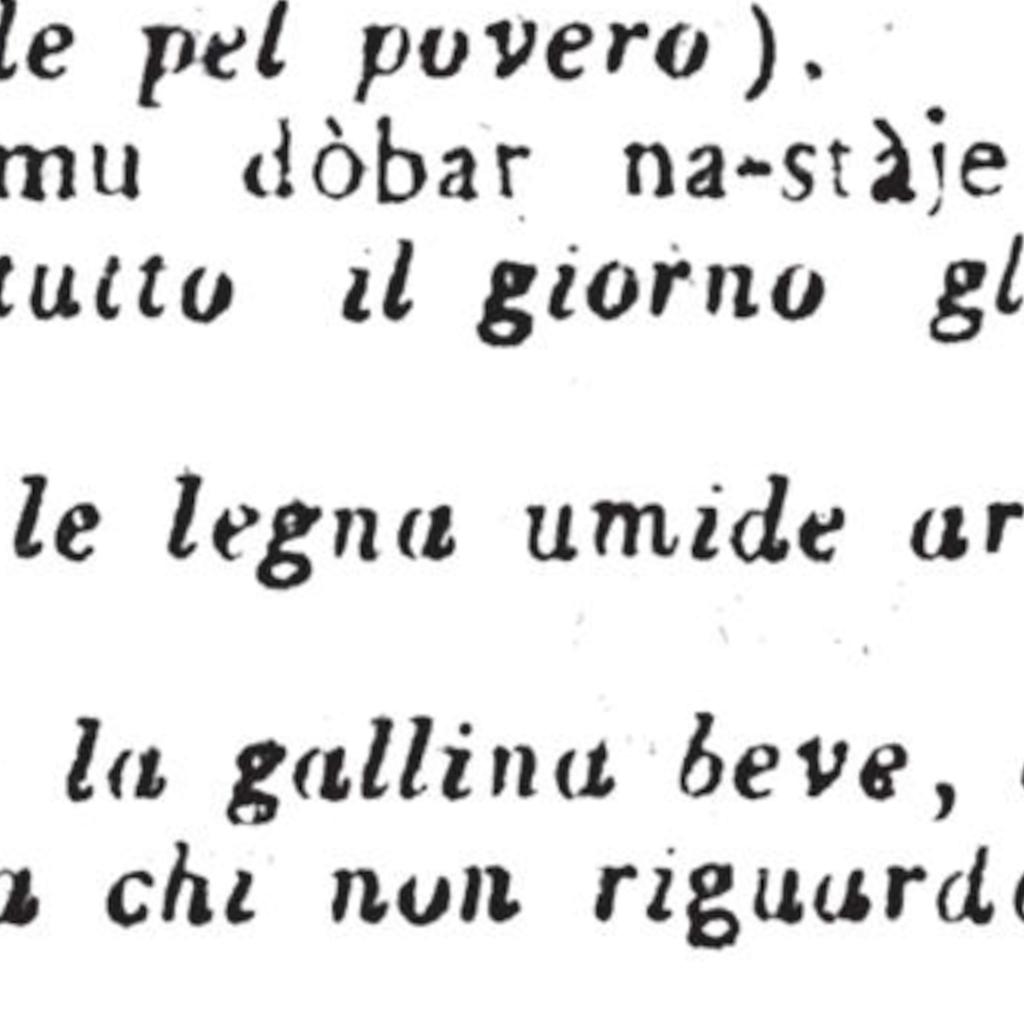 le pel povero).
mu dòbar na-stàje
tutto il giorno gl
le legna umide ar
la gallina beve,
a chi non riguard